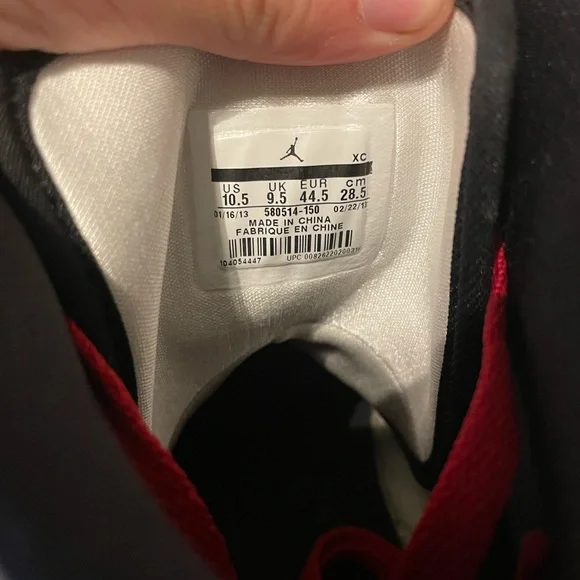 XC
US UK EUR cm
10.5 9.5 44.5 28.5
01/16/13 580514-150 02/22/13
MADE IN CHINA
FABRIQUE EN CHINE
104054447 UPC